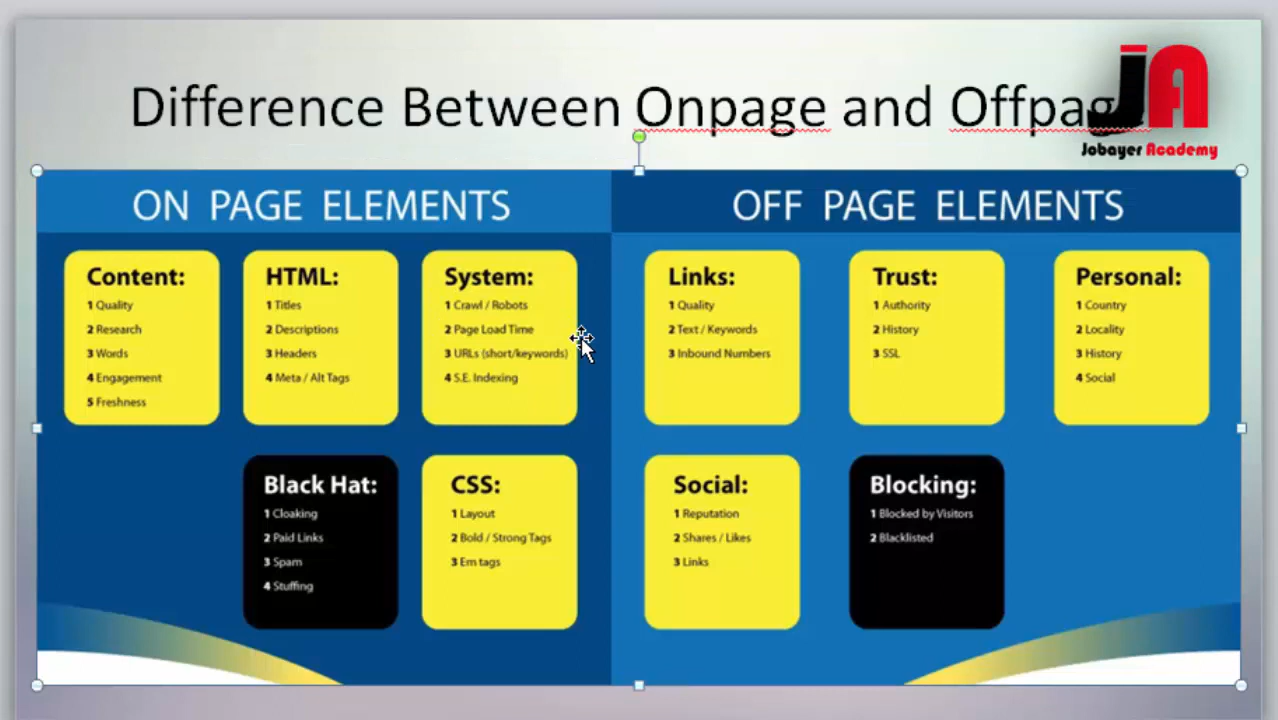 Difference Between Onpage and Offpage
JA
Jobayer Academy
ON PAGE ELEMENTS
OFF PAGE ELEMENTS
Content:
1 Quality
2 Research
3 Words
4 Engagement
5 Freshness
HTML:
1 Titles
2 Descriptions
3 Headers
4 Meta / Alt Tags
System:
1 Crawl / Robots
2 Page Load Time
3 URLs (short/keywords)
4 S.E. Indexing
Links:
1 Quality
2 Text / Keywords
3 Inbound Numbers
Trust:
1 Authority
2 History
3 SSL
Personal:
1 Country
2 Locality
3 History
4 Social
Black Hat:
1 Cloaking
2 Paid Links
3 Spam
4 Stuffing
CSS:
1 Layout
2 Bold / Strong Tags
3 Em tags
Social:
1 Reputation
2 Shares / Likes
3 Links
Blocking:
1 Blocked by Visitors
2 Blacklisted